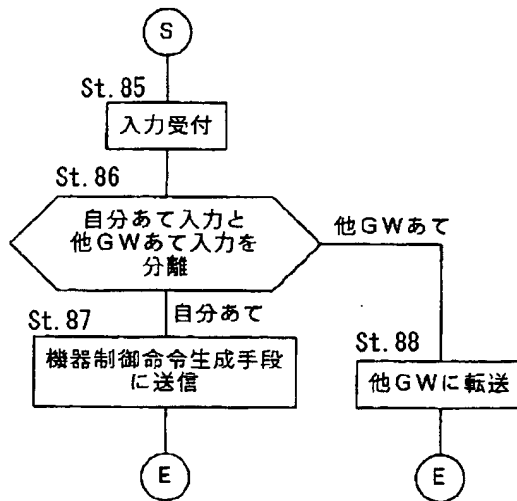 S
St.85
入力受付
St.86
自分あて入力と
他GWあて入力を
分離
他GWあて
自分あて
St.87
機器制御命令生成手段
に送信
St.88
他GWに転送
E
E